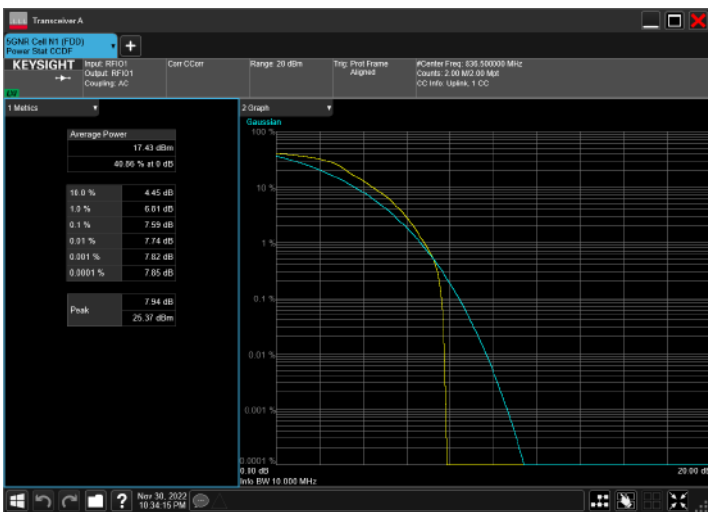 Transceiver A
5GNR Cell N1 (FDD)
Power Stat CCDF
KEYSIGHT
Input: RFIO1
Output: RFIO1
Coupling: AC
Corr CCorr
Range: 20 dBm
Trig: Prot Frame
Aligned
#Center Freq: 836.500000 MHz
Counts: 2.00 M/2.00 Mpt
CC Info: Uplink, 1 CC
1 Metrics
Average Power
17.43 dBm
40.86 % at 0 dB
10.0 % 4.45 dB
1.0 % 6.81 dB
0.1 % 7.59 dB
0.01 % 7.74 dB
0.001 % 7.82 dB
0.0001 % 7.85 dB
Peak
7.94 dB
25.37 dBm
2 Graph
Gaussian
100 %
10 %
1 %
0.1 %
0.01 %
0.001 %
0.0001 %
0.00 dB
20.00 dB
Info BW 10.000 MHz
Nov 30, 2022
10:34:15 PM